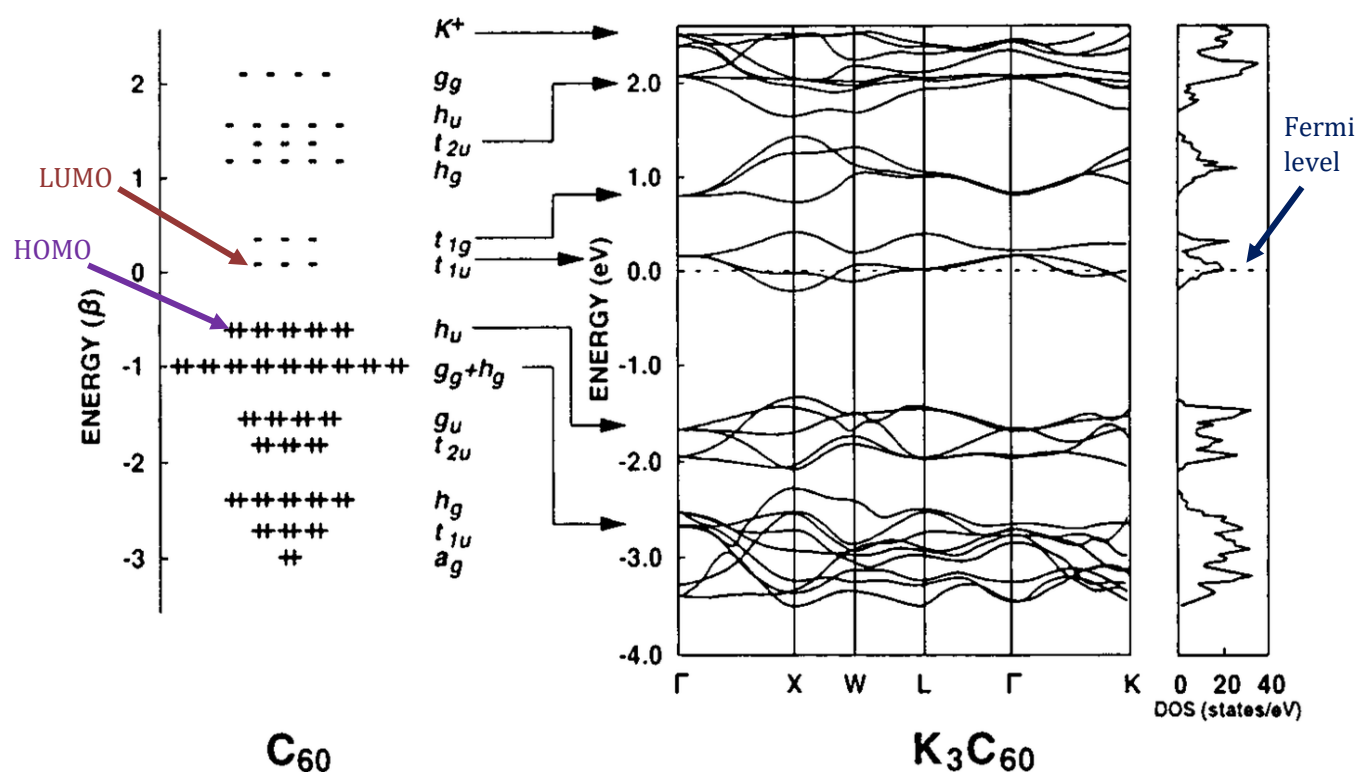 K+
gg
hu
t2u
hg
t1g
t1u
hu
gg+hg
gu
t2u
hg
t1u
ag
LUMO
HOMO
ENERGY (β)
2
1
0
-1
-2
-3
C60
ENERGY (eV)
2.0
1.0
0.0
-1.0
-2.0
-3.0
-4.0
Γ X W L Γ K
K3C60
Fermi
level
0 20 40
DOS (states/eV)